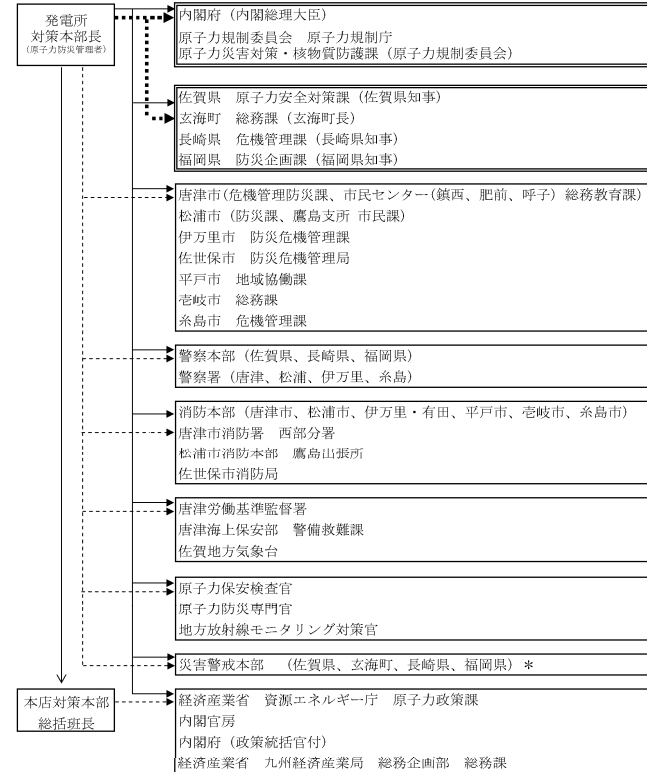 発電所
対策本部長
(原子力防災管理者)
内閣府（内閣総理大臣）
原子力規制委員会　原子力規制庁
原子力災害対策・核物質防護課（原子力規制委員会）
佐賀県　原子力安全対策課（佐賀県知事）
玄海町　総務課（玄海町長）
長崎県　危機管理課（長崎県知事）
福岡県　防災企画課（福岡県知事）
唐津市(危機管理防災課、市民センター(鎮西、肥前、呼子）総務教育課)
松浦市（防災課、鷹島支所 市民課）
伊万里市　防災危機管理課
佐世保市　防災危機管理局
平戸市　地域協働課
壱岐市　総務課
糸島市　危機管理課
警察本部（佐賀県、長崎県、福岡県）
警察署（唐津、松浦、伊万里、糸島）
消防本部（唐津市、松浦市、伊万里・有田、平戸市、壱岐市、糸島市）
唐津市消防署　西部分署
松浦市消防本部　鷹島出張所
佐世保市消防局
唐津労働基準監督署
唐津海上保安部　警備救難課
佐賀地方気象台
原子力保安検査官
原子力防災専門官
地方放射線モニタリング対策官
災害警戒本部　（佐賀県、玄海町、長崎県、福岡県）＊
本店対策本部
総括班長
経済産業省　資源エネルギー庁　原子力政策課
内閣官房
内閣府（政策統括官付）
経済産業省　九州経済産業局　総務企画部　総務課